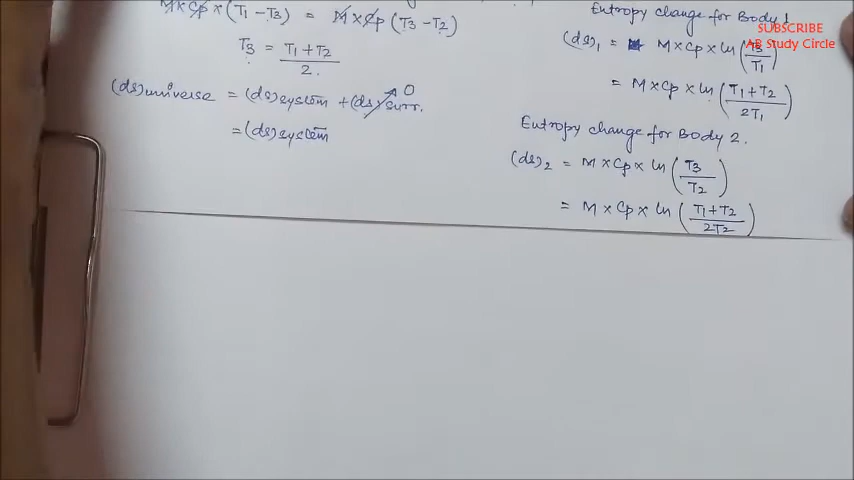 M × Cp × (T1 − T3) = M × Cp (T3 − T2)
T3 = T1 + T2 / 2.
(ds)universe = (ds)system + (ds)surr. → 0
= (ds)system
Entropy change for Body 1
(ds)1 = M × Cp × ln (T3 / T1)
= M × Cp × ln (T1 + T2 / 2T1)
Entropy change for Body 2.
(ds)2 = M × Cp × ln (T3 / T2)
= M × Cp × ln (T1 + T2 / 2T2)
SUBSCRIBE
AB Study Circle